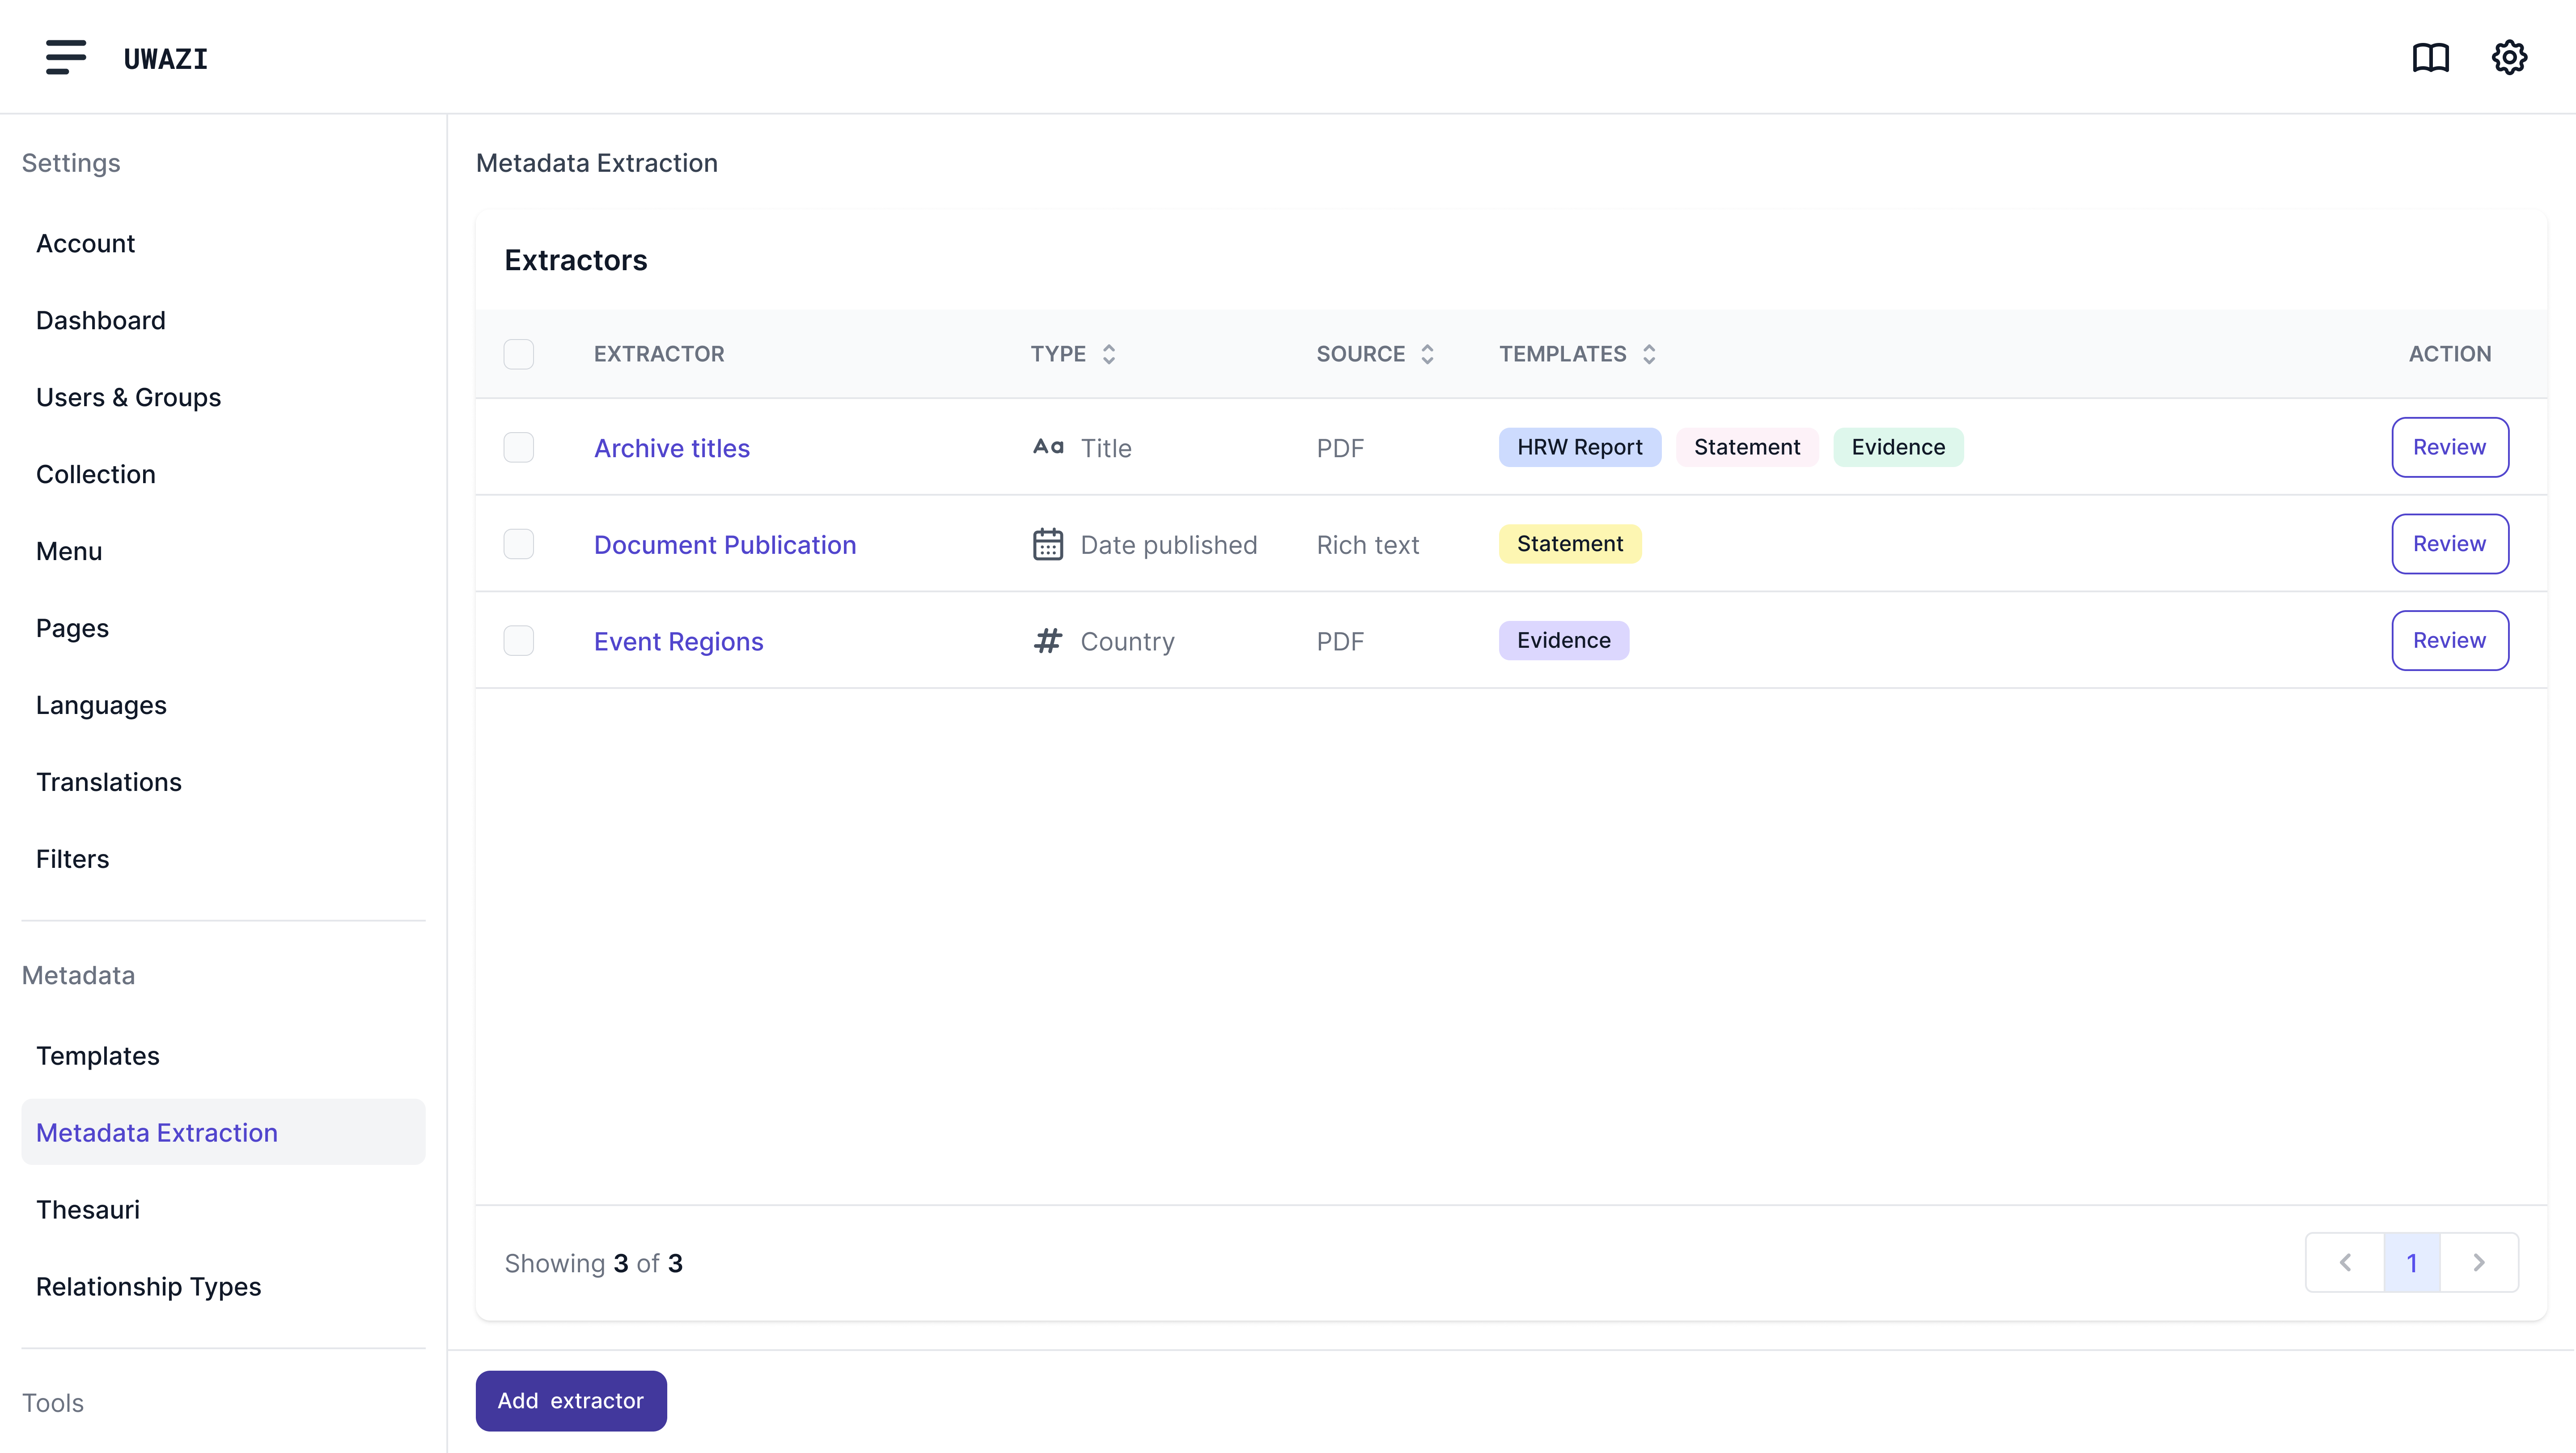 UWAZI
Settings
Account
Dashboard
Users & Groups
Collection
Menu
Pages
Languages
Translations
Filters
Metadata
Templates
Metadata Extraction
Thesauri
Relationship Types
Tools
Metadata Extraction
Extractors
EXTRACTOR TYPE SOURCE TEMPLATES ACTION
Archive titles Aa Title PDF HRW Report Statement Evidence Review
Document Publication Date published Rich text Statement Review
Event Regions # Country PDF Evidence Review
Showing 3 of 3 1
Add extractor